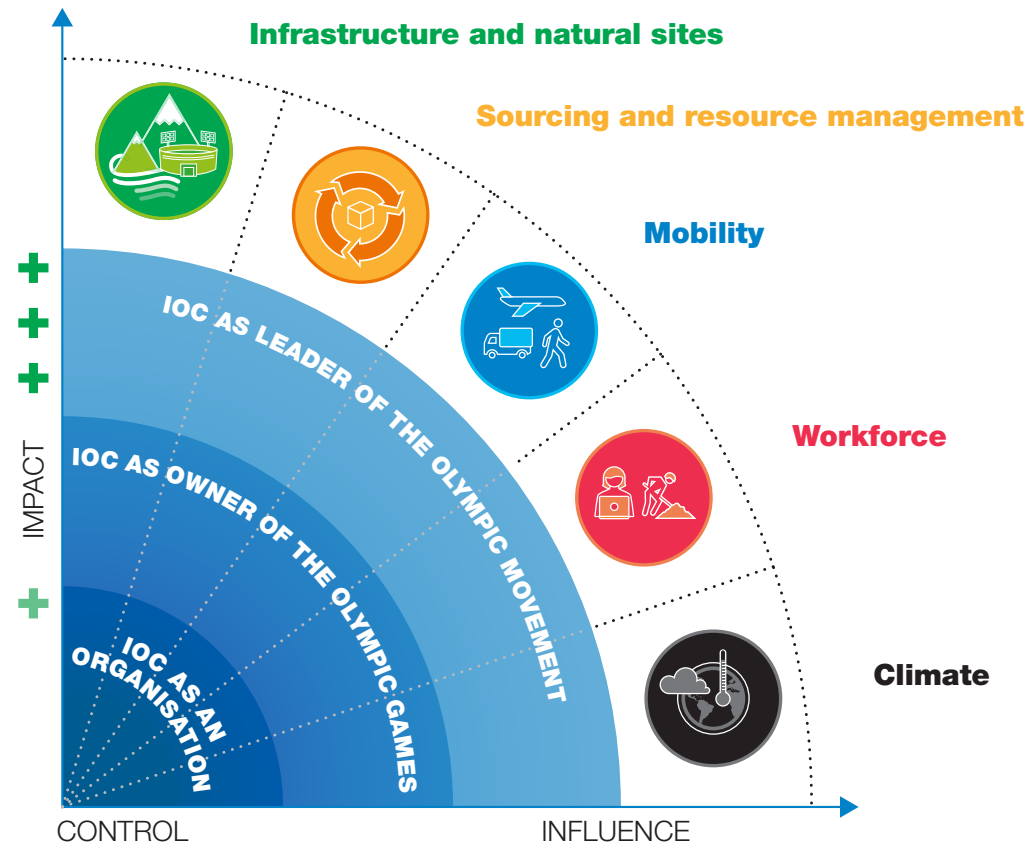 Infrastructure and natural sites
Sourcing and resource management
Mobility
Workforce
Climate
IOC AS LEADER OF THE OLYMPIC MOVEMENT
IOC AS OWNER OF THE OLYMPIC GAMES
IOC AS AN
ORGANISATION
IMPACT
CONTROL
INFLUENCE